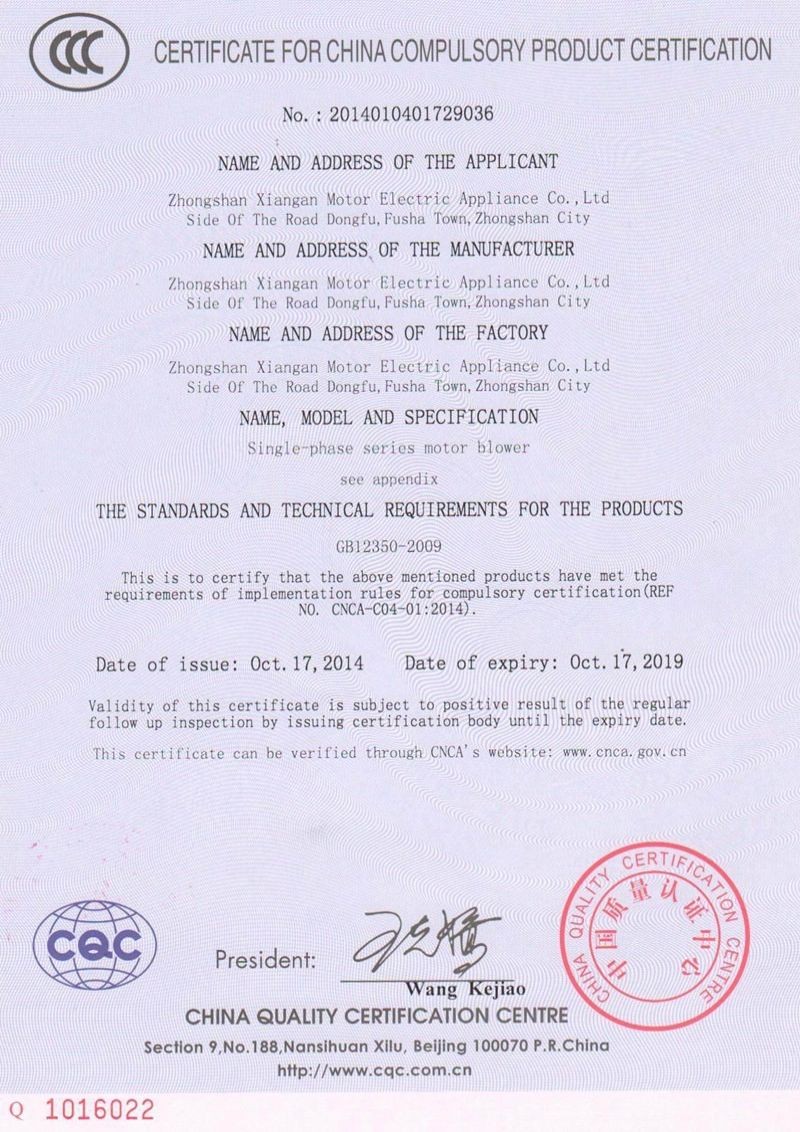 CCC
CERTIFICATE FOR CHINA COMPULSORY PRODUCT CERTIFICATION
No. : 2014010401729036
NAME AND ADDRESS OF THE APPLICANT
Zhongshan Xiangan Motor Electric Appliance Co.,Ltd
Side Of The Road Dongfu,Fusha Town,Zhongshan City
NAME AND ADDRESS OF THE MANUFACTURER
Zhongshan Xiangan Motor Electric Appliance Co.,Ltd
Side Of The Road Dongfu,Fusha Town,Zhongshan City
NAME AND ADDRESS OF THE FACTORY
Zhongshan Xiangan Motor Electric Appliance Co.,Ltd
Side Of The Road Dongfu,Fusha Town,Zhongshan City
NAME, MODEL AND SPECIFICATION
Single-phase series motor blower
see appendix
THE STANDARDS AND TECHNICAL REQUIREMENTS FOR THE PRODUCTS
GB12350-2009
This is to certify that the above mentioned products have met the
requirements of implementation rules for compulsory certification(REF
NO. CNCA-C04-01:2014).
Date of issue: Oct.17,2014 Date of expiry: Oct.17,2019
Validity of this certificate is subject to positive result of the regular
follow up inspection by issuing certification body until the expiry date.
This certificate can be verified through CNCA's website: www.cnca.gov.cn
CHINA QUALITY CERTIFICATION CENTRE
中国质量认证中心
CQC
President: 王克娇
Wang Kejiao
CHINA QUALITY CERTIFICATION CENTRE
Section 9,No.188,Nansihuan Xilu, Beijing 100070 P.R.China
http://www.cqc.com.cn
Q 1016022